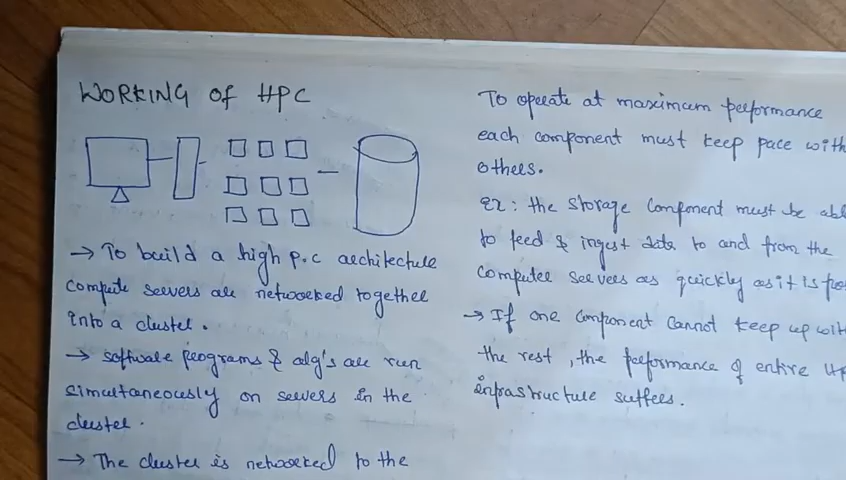 WORKING OF HPC
→ To build a high p.c architecture
compute servers are networked together
into a cluster.
→ software programs & alg's are run
simultaneously on servers in the
cluster.
→ The cluster is networked to the
To operate at maximum performance
each component must keep pace with
others.
ex: the storage component must be
to feed & ingest data to and from the
computer servers as quickly as it is
→ If one component cannot keep up
the rest, the performance of entire
infrastructure suffers.